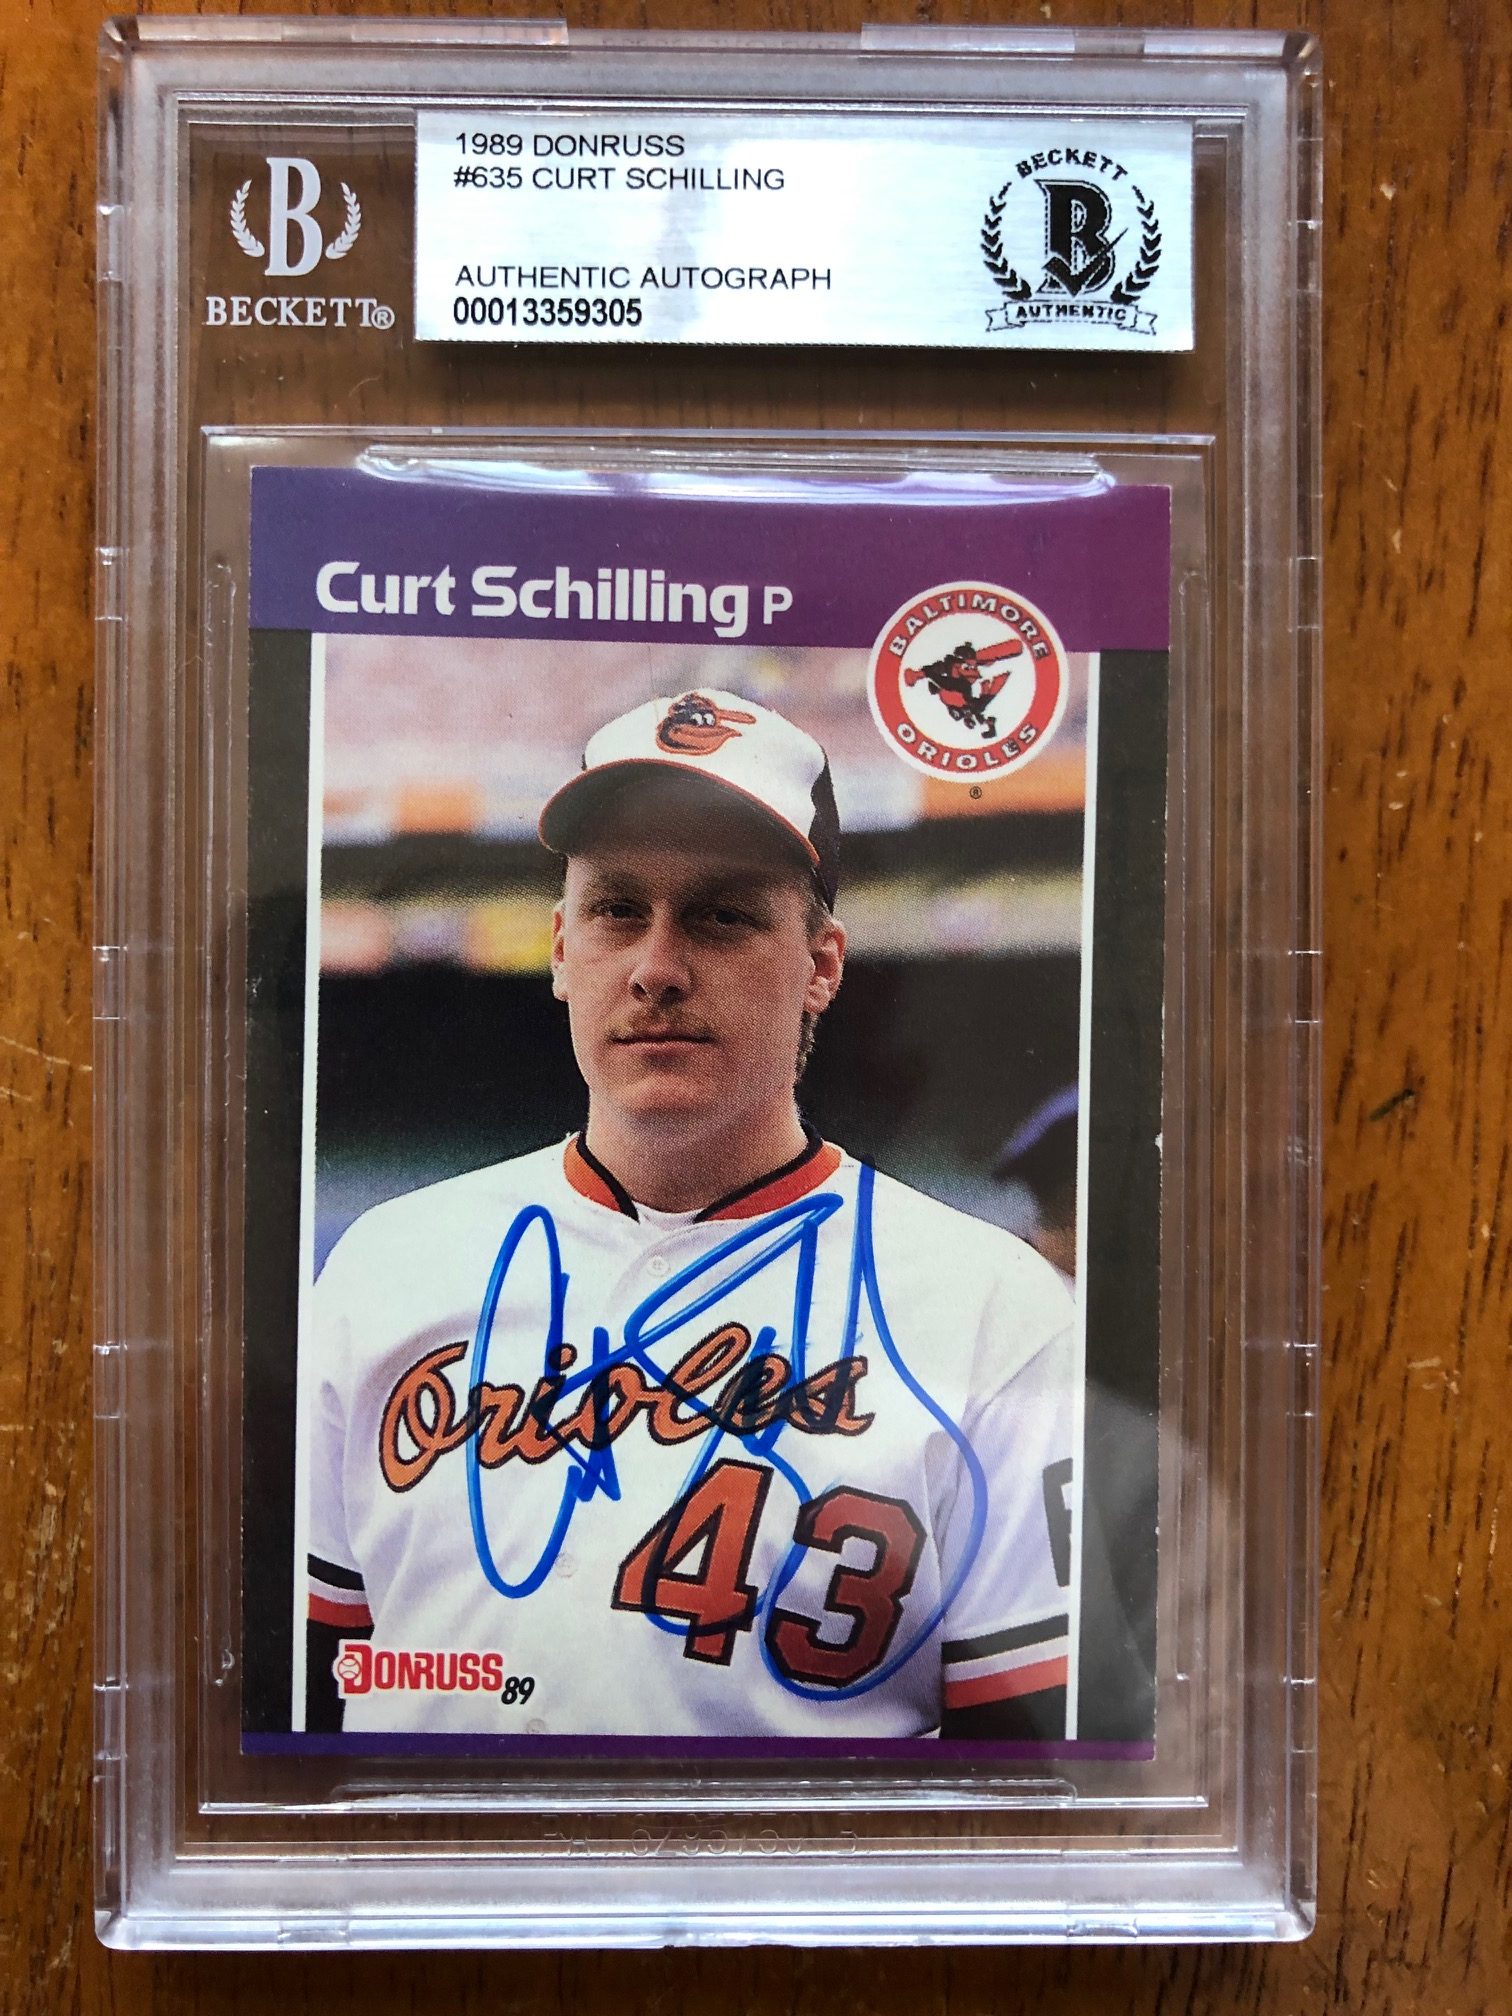 1989 DONRUSS
#635 CURT SCHILLING
AUTHENTIC AUTOGRAPH
00013359305
B
BECKETT®
BECKETT
B
AUTHENTIC
Curt Schilling P
BALTIMORE
ORIOLES
®
Orioles
43
DONRUSS 89